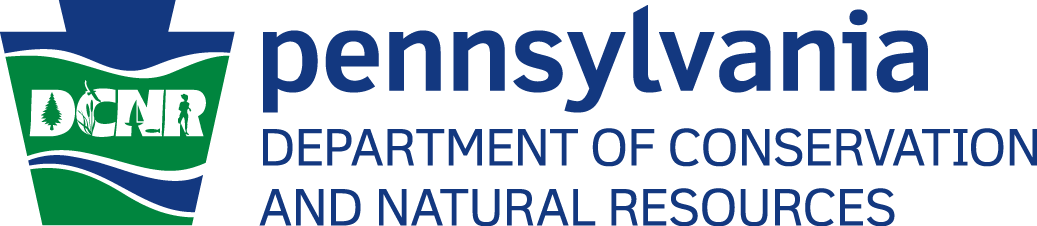 DCNR
pennsylvania
DEPARTMENT OF CONSERVATION
AND NATURAL RESOURCES